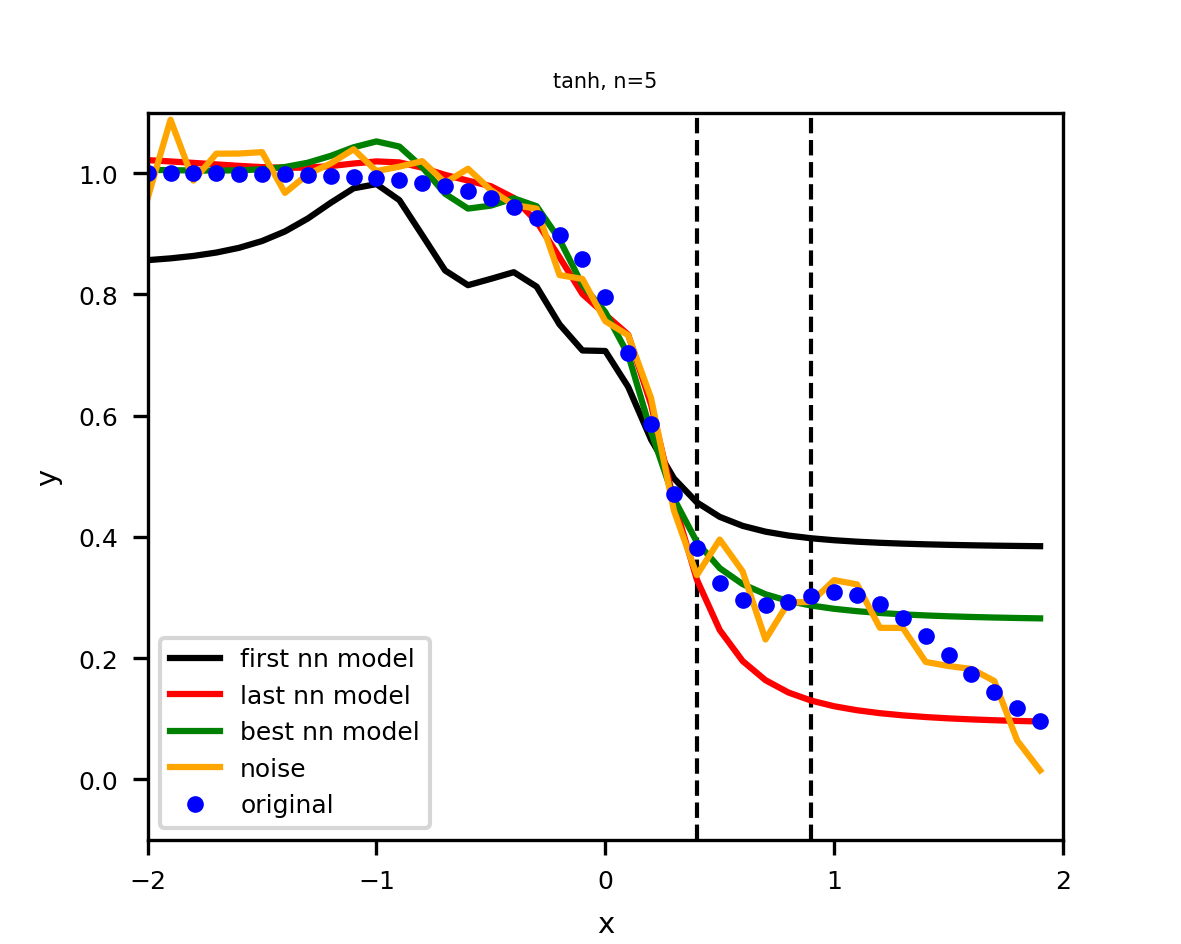 tanh, n=5
1.0
0.8
0.6
0.4
0.2
0.0
y
first nn model
last nn model
best nn model
noise
original
−2
−1
0
1
2
x